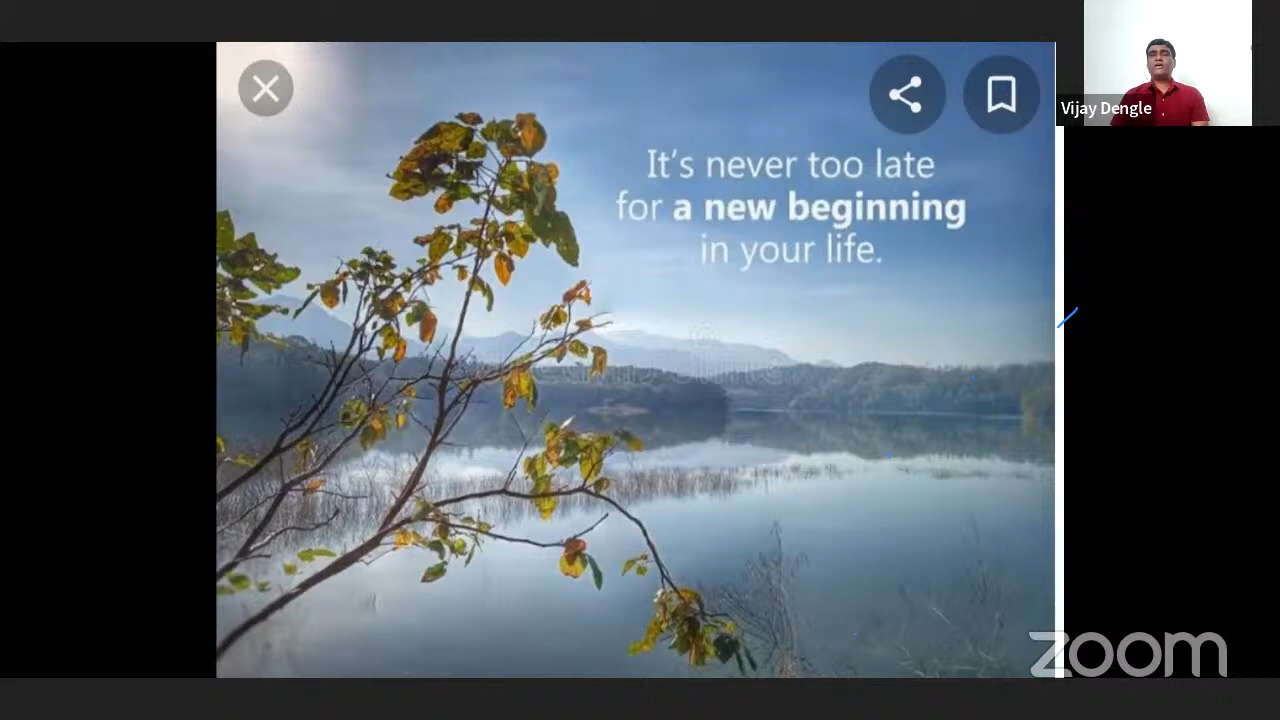 Vijay Dengle
It's never too late
for a new beginning
in your life.
zoom